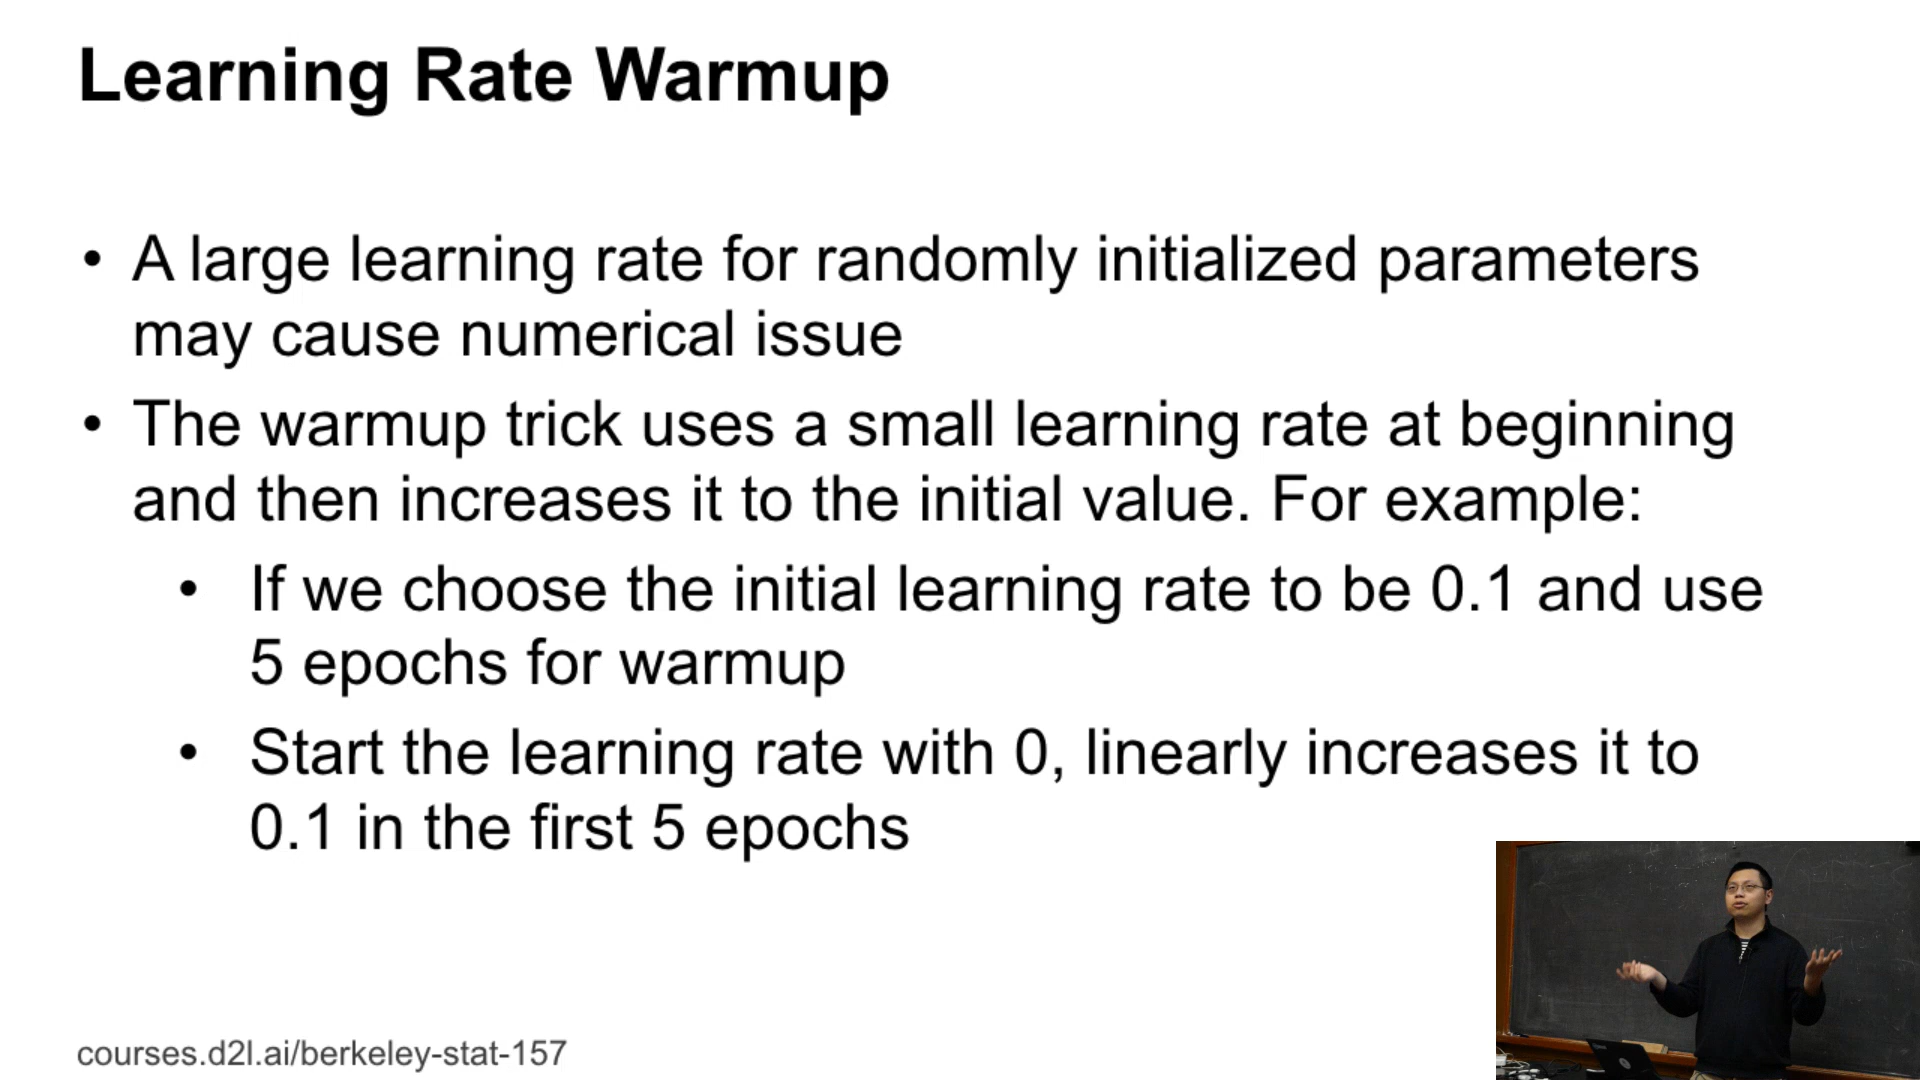 Learning Rate Warmup
• A large learning rate for randomly initialized parameters
may cause numerical issue
• The warmup trick uses a small learning rate at beginning
and then increases it to the initial value. For example:
• If we choose the initial learning rate to be 0.1 and use
5 epochs for warmup
• Start the learning rate with 0, linearly increases it to
0.1 in the first 5 epochs
courses.d2l.ai/berkeley-stat-157